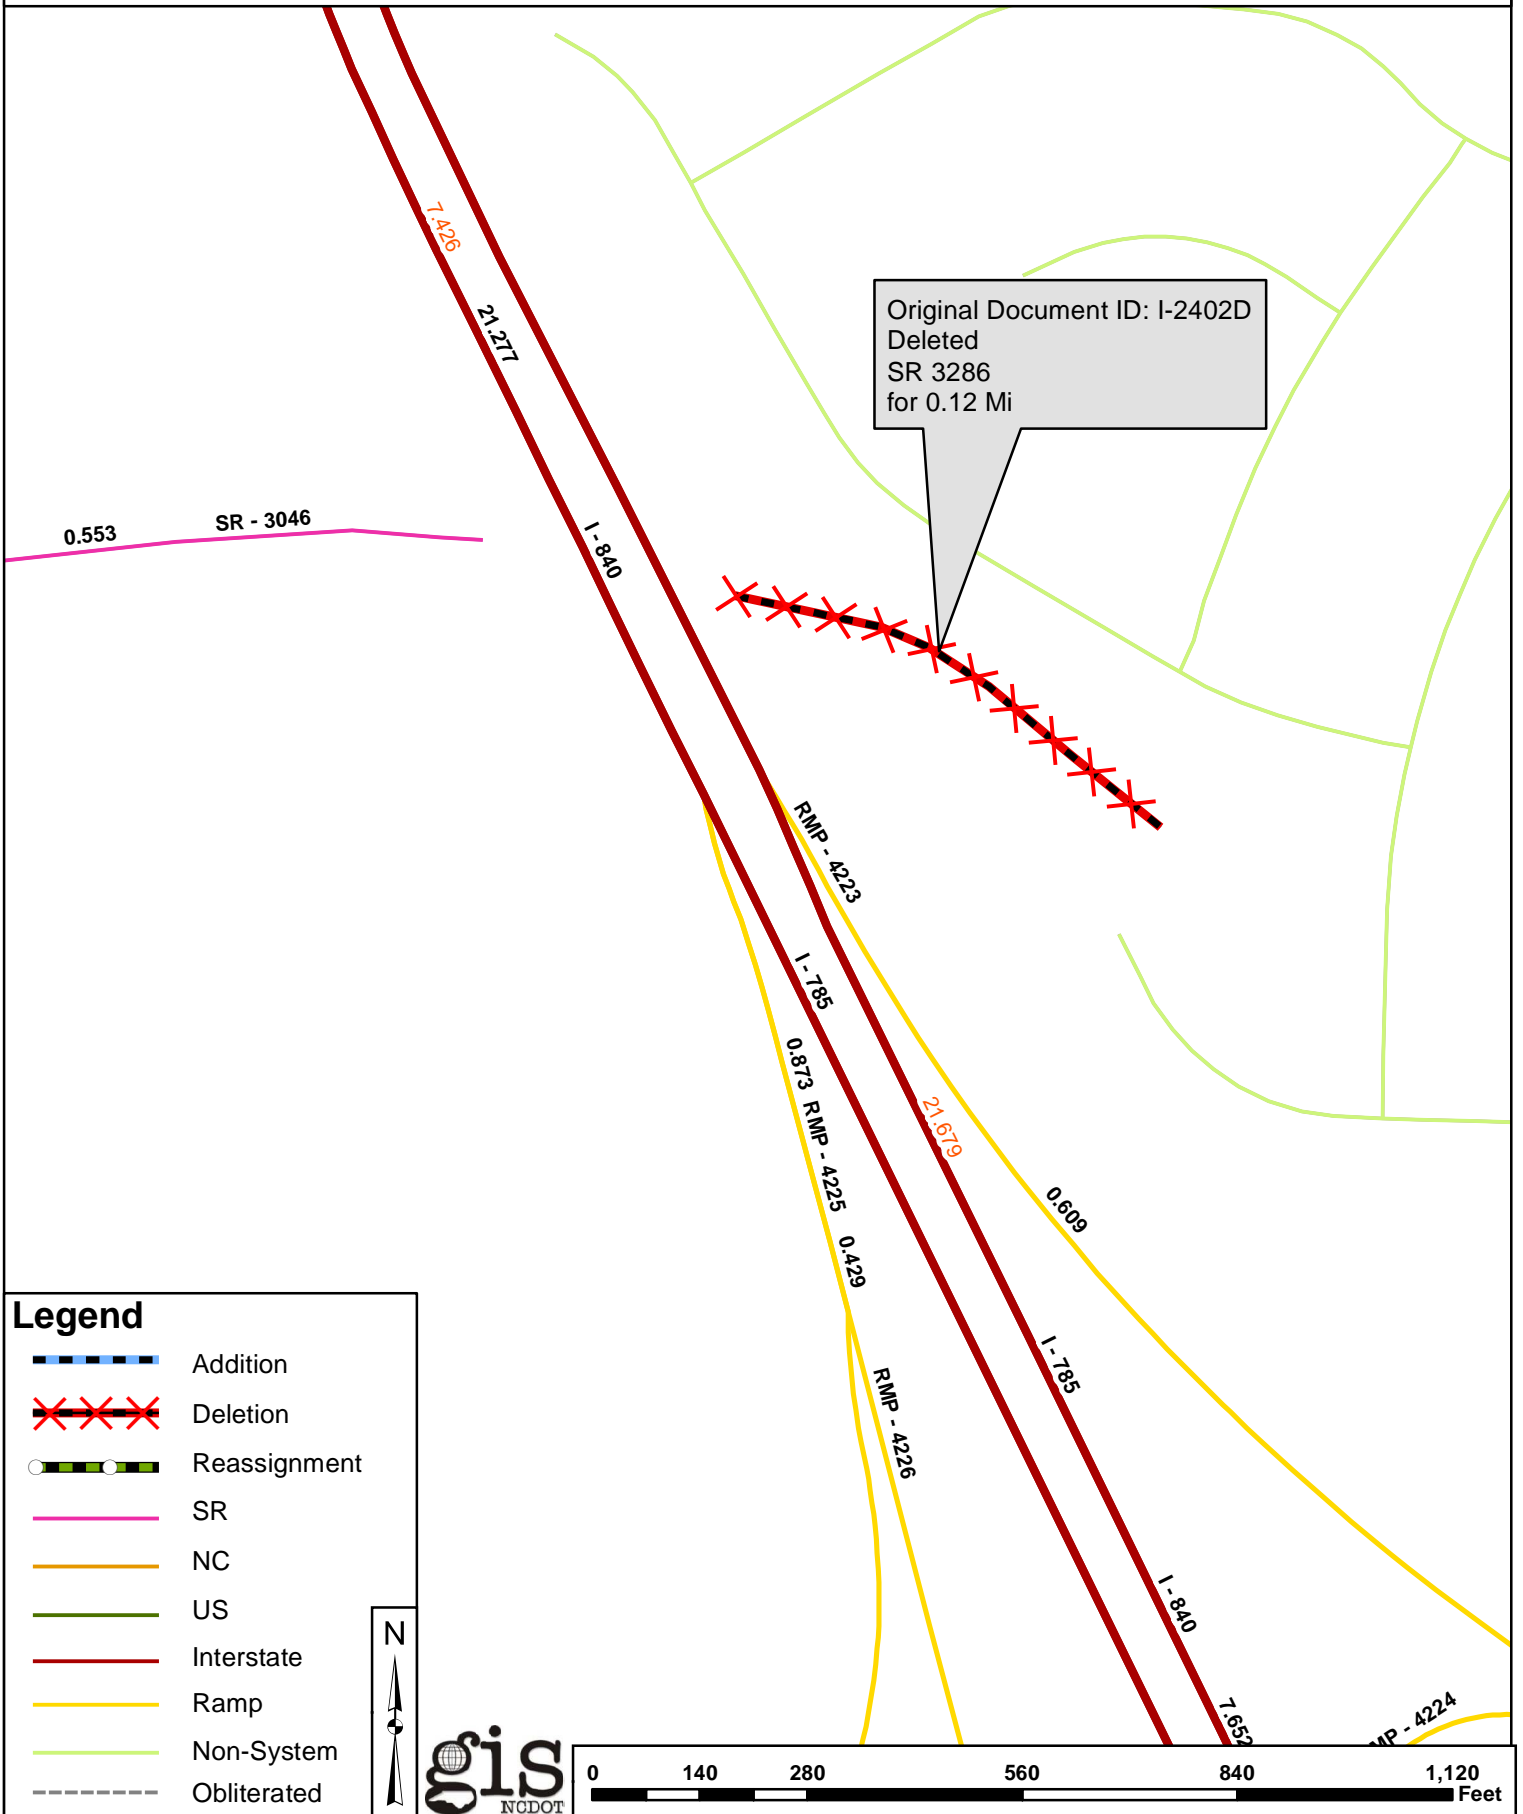 7.426
21.277
Original Document ID: I-2402D
Deleted
SR 3286
for 0.12 Mi
0.553
SR - 3046
I - 840
RMP - 4223
I - 785
0.873 RMP - 4225 0.429
21.679
0.609
I - 785
RMP - 4226
I - 840
7.652
MP - 4224
Legend
Addition
Deletion
Reassignment
SR
NC
US
Interstate
Ramp
Non-System
Obliterated
N
gis
NCDOT
0 140 280 560 840 1,120
Feet